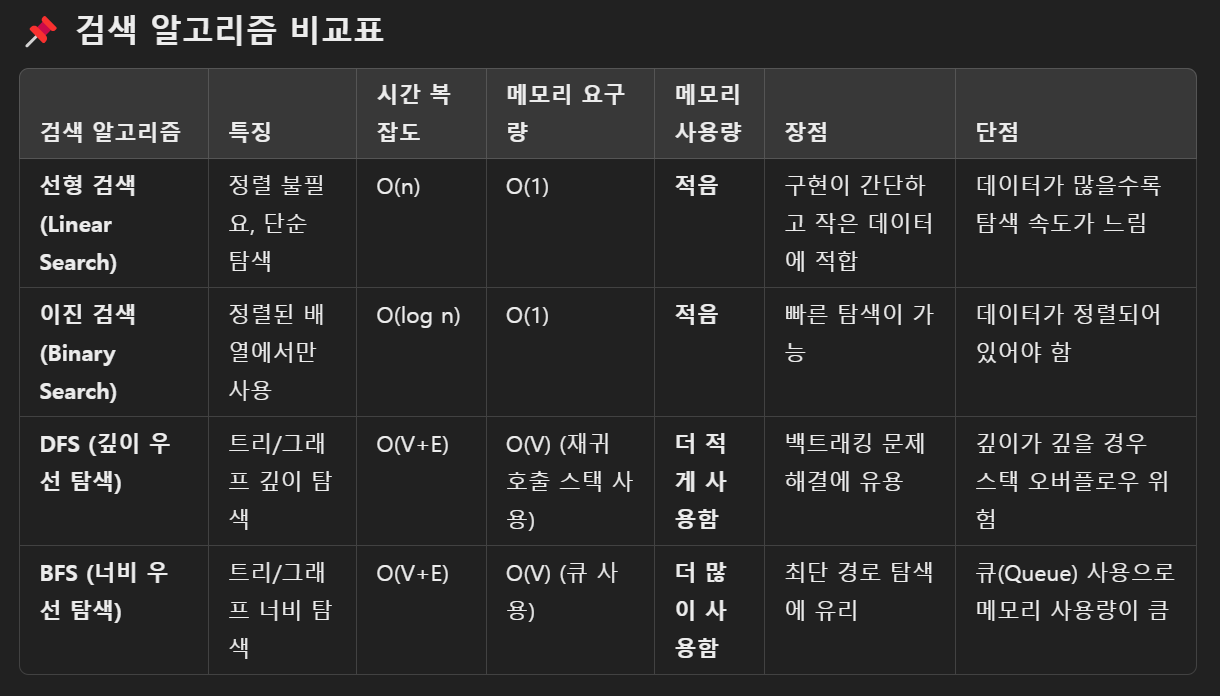 📌 검색 알고리즘 비교표
검색 알고리즘
특징
시간 복
잡도
메모리 요구
량
메모리
사용량
장점
단점
선형 검색
(Linear
Search)
정렬 불필
요, 단순
탐색
O(n)
O(1)
적음
구현이 간단하
고 작은 데이터
에 적합
데이터가 많을수록
탐색 속도가 느림
이진 검색
(Binary
Search)
정렬된 배
열에서만
사용
O(log n)
O(1)
적음
빠른 탐색이 가
능
데이터가 정렬되어
있어야 함
DFS (깊이 우
선 탐색)
트리/그래
프 깊이 탐
색
O(V+E)
O(V) (재귀
호출 스택 사
용)
더 적
게 사
용함
백트래킹 문제
해결에 유용
깊이가 깊을 경우
스택 오버플로우 위
험
BFS (너비 우
선 탐색)
트리/그래
프 너비 탐
색
O(V+E)
O(V) (큐 사
용)
더 많
이 사
용함
최단 경로 탐색
에 유리
큐(Queue) 사용으로
메모리 사용량이 큼